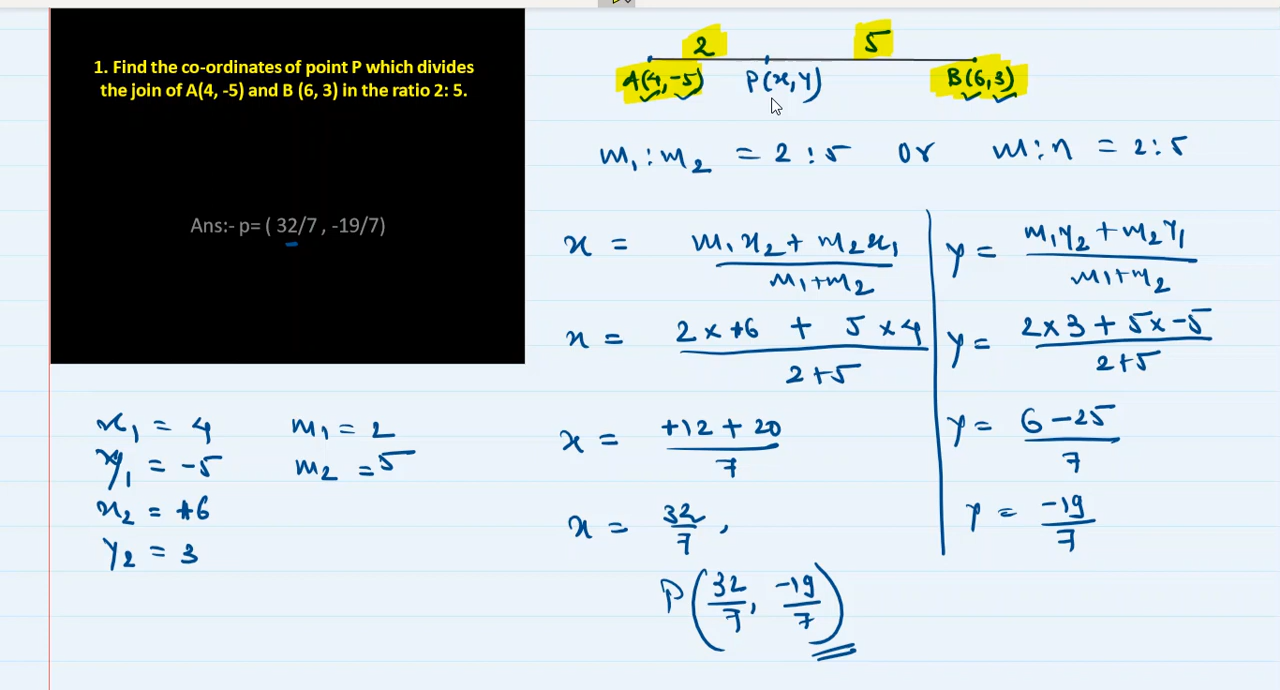 1. Find the co-ordinates of point P which divides
the join of A(4, -5) and B (6, 3) in the ratio 2: 5.
Ans:- p= ( 32/7 , -19/7)
x₁ = 4
y₁ = -5
x₂ = +6
y₂ = 3
m₁ = 2
m₂ = 5
2 5
A(4,-5) P(x,y) B(6,3)
m₁:m₂ = 2:5 or m:n = 2:5
x = (m₁x₂ + m₂x₁)/(m₁+m₂)
x = (2 x +6 + 5 x 4)/(2+5)
x = (+12 + 20)/7
x = 32/7 ,
y = (m₁y₂ + m₂y₁)/(m₁+m₂)
y = (2x3 + 5x-5)/(2+5)
y = (6 -25)/7
y = -19/7
P(32/7, -19/7)